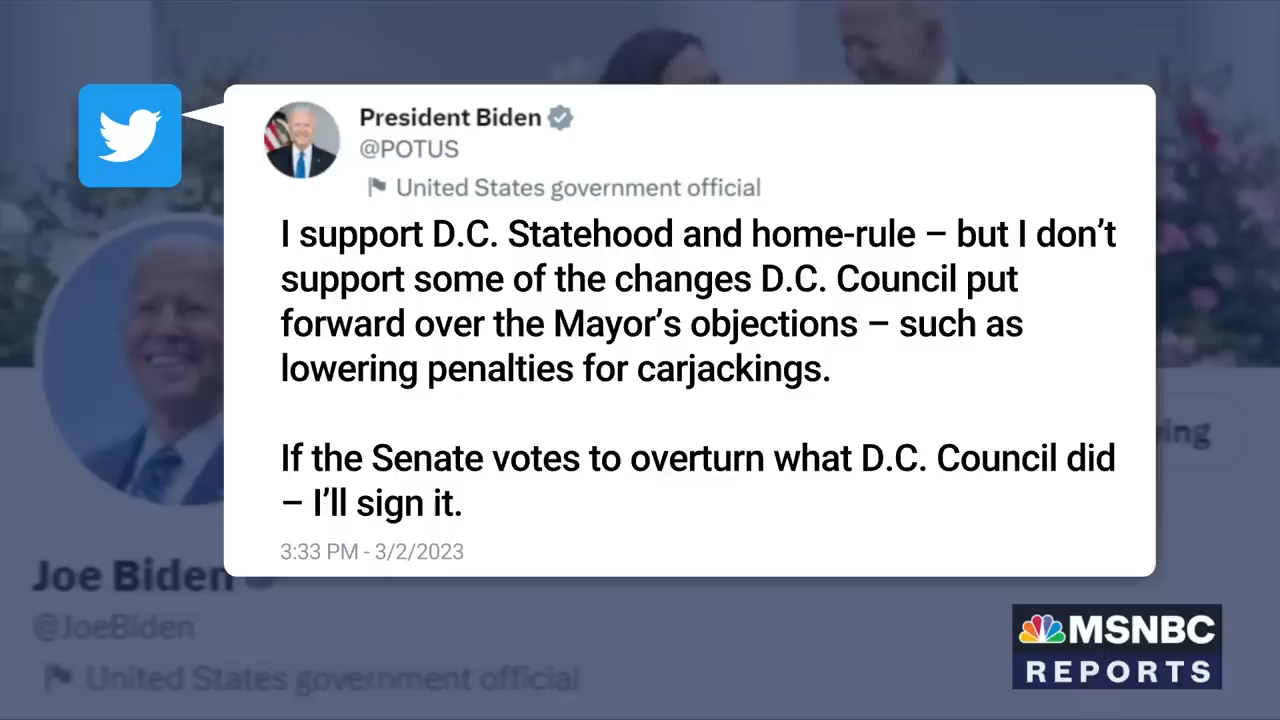 President Biden
@POTUS
United States government official
I support D.C. Statehood and home-rule – but I don’t
support some of the changes D.C. Council put
forward over the Mayor’s objections – such as
lowering penalties for carjackings.
If the Senate votes to overturn what D.C. Council did
– I’ll sign it.
3:33 PM - 3/2/2023
Joe Biden
@JoeBiden
United States government official
MSNBC
REPORTS